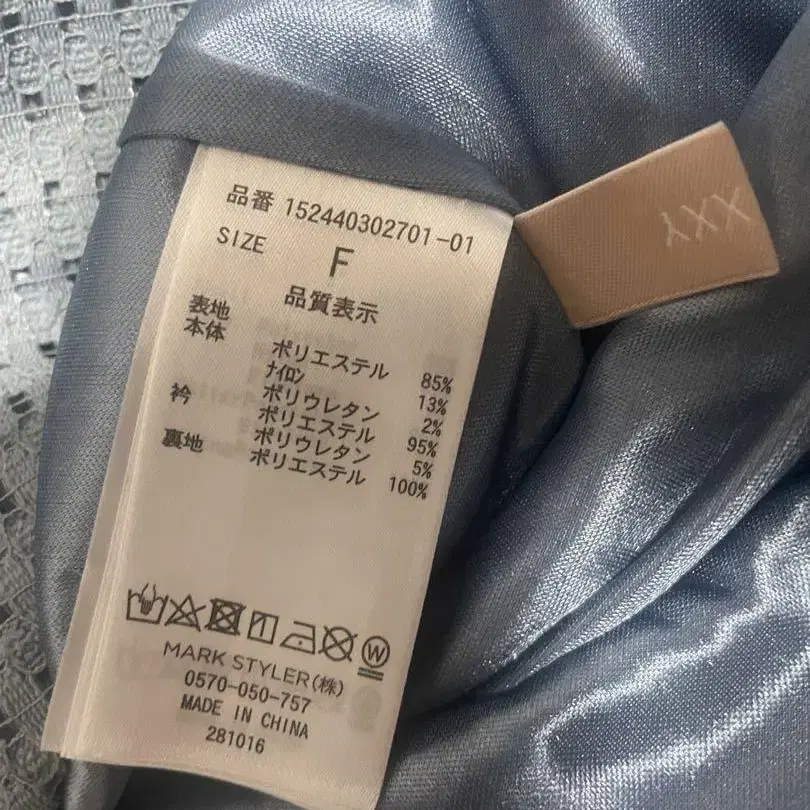 品番 152440302701-01
SIZE F
品質表示
表地
本体 ポリエステル 85%
ナイロン 13%
ポリウレタン 2%
衿 ポリエステル 95%
ポリウレタン 5%
裏地 ポリエステル 100%
W
MARK STYLER(株)
0570-050-757
MADE IN CHINA
281016
YXX